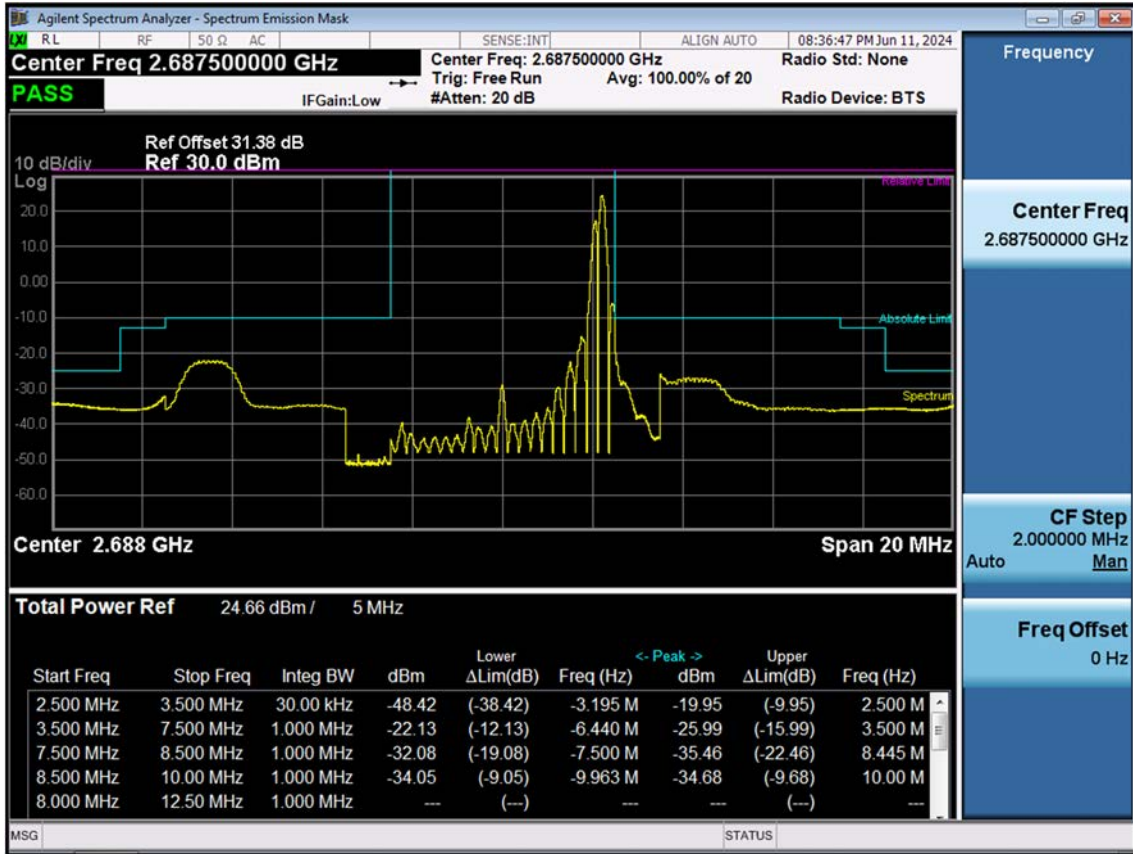 Agilent Spectrum Analyzer - Spectrum Emission Mask
LXI RL RF 50 Ω AC SENSE:INT ALIGN AUTO 08:36:47 PM Jun 11, 2024
Center Freq 2.687500000 GHz
PASS
IFGain:Low
Center Freq: 2.687500000 GHz
Trig: Free Run Avg: 100.00% of 20
#Atten: 20 dB
Radio Std: None
Radio Device: BTS
Ref Offset 31.38 dB
10 dB/div Ref 30.0 dBm
Log
Relative Limit
20.0
10.0
0.00
-10.0
Absolute Limit
-20.0
-30.0
Spectrum
-40.0
-50.0
-60.0
Center 2.688 GHz Span 20 MHz
Total Power Ref 24.66 dBm / 5 MHz
Lower <- Peak -> Upper
Start Freq Stop Freq Integ BW dBm ΔLim(dB) Freq (Hz) dBm ΔLim(dB) Freq (Hz)
2.500 MHz 3.500 MHz 30.00 kHz -48.42 (-38.42) -3.195 M -19.95 (-9.95) 2.500 M
3.500 MHz 7.500 MHz 1.000 MHz -22.13 (-12.13) -6.440 M -25.99 (-15.99) 3.500 M
7.500 MHz 8.500 MHz 1.000 MHz -32.08 (-19.08) -7.500 M -35.46 (-22.46) 8.445 M
8.500 MHz 10.00 MHz 1.000 MHz -34.05 (-9.05) -9.963 M -34.68 (-9.68) 10.00 M
8.000 MHz 12.50 MHz 1.000 MHz --- (---) --- --- (---) ---
MSG STATUS
Frequency
Center Freq
2.687500000 GHz
CF Step
2.000000 MHz
Auto Man
Freq Offset
0 Hz